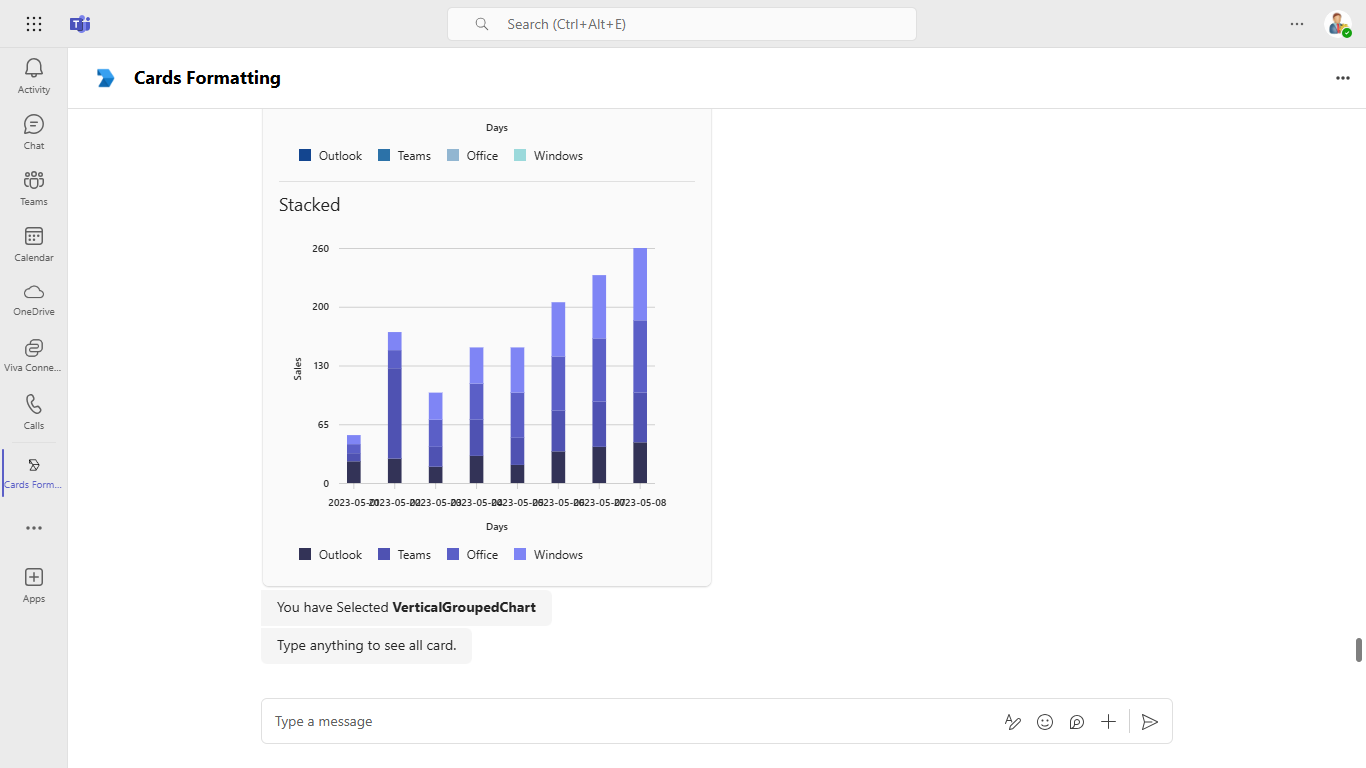 Search (Ctrl+Alt+E)
Activity
Chat
Teams
Calendar
OneDrive
Viva Conne...
Calls
Cards Form...
Apps
Cards Formatting
Days
Outlook Teams Office Windows
Stacked
260
200
130
65
0
Sales
2023-05-01 2023-05-02 2023-05-03 2023-05-04 2023-05-05 2023-05-06 2023-05-07 2023-05-08
Days
Outlook Teams Office Windows
You have Selected VerticalGroupedChart
Type anything to see all card.
Type a message